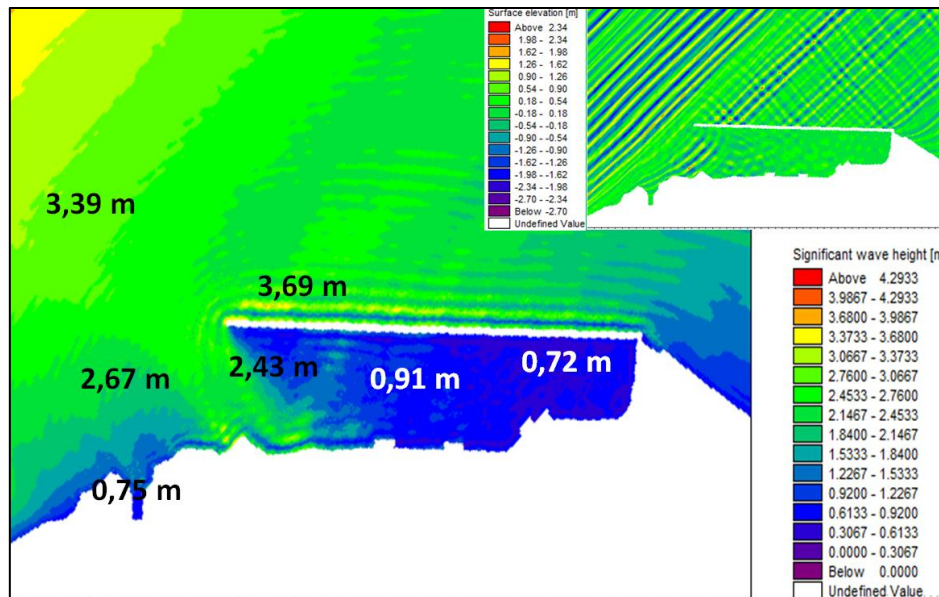 Surface elevation [m]
Above 2.34
1.98 - 2.34
1.62 - 1.98
1.26 - 1.62
0.90 - 1.26
0.54 - 0.90
0.18 - 0.54
-0.18 - 0.18
-0.54 - -0.18
-0.90 - -0.54
-1.26 - -0.90
-1.62 - -1.26
-1.98 - -1.62
-2.34 - -1.98
-2.70 - -2.34
Below -2.70
Undefined Value
3,39 m
3,69 m
2,67 m
2,43 m
0,91 m
0,72 m
0,75 m
Significant wave height [m
Above 4.2933
3.9867 - 4.2933
3.6800 - 3.9867
3.3733 - 3.6800
3.0667 - 3.3733
2.7600 - 3.0667
2.4533 - 2.7600
2.1467 - 2.4533
1.8400 - 2.1467
1.5333 - 1.8400
1.2267 - 1.5333
0.9200 - 1.2267
0.6133 - 0.9200
0.3067 - 0.6133
0.0000 - 0.3067
Below 0.0000
Undefined Value